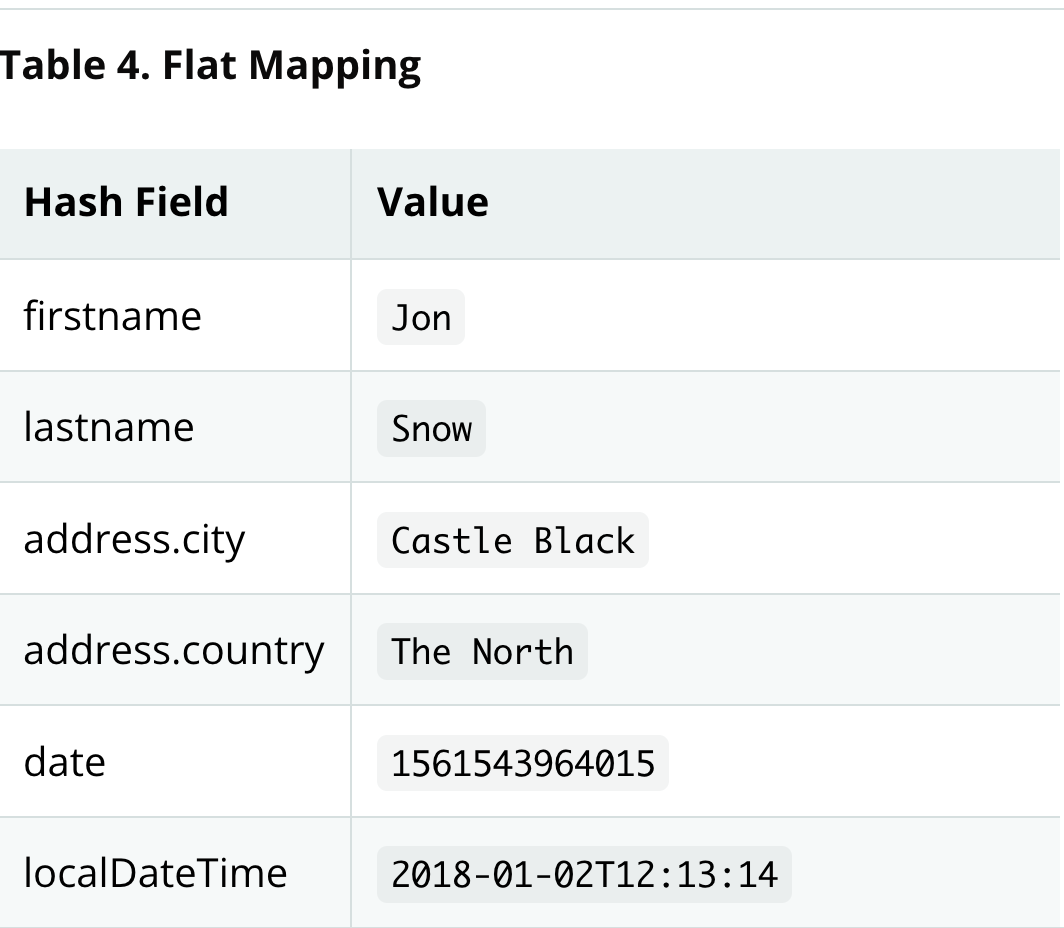 Table 4. Flat Mapping
Hash Field Value
firstname Jon
lastname Snow
address.city Castle Black
address.country The North
date 1561543964015
localDateTime 2018-01-02T12:13:14